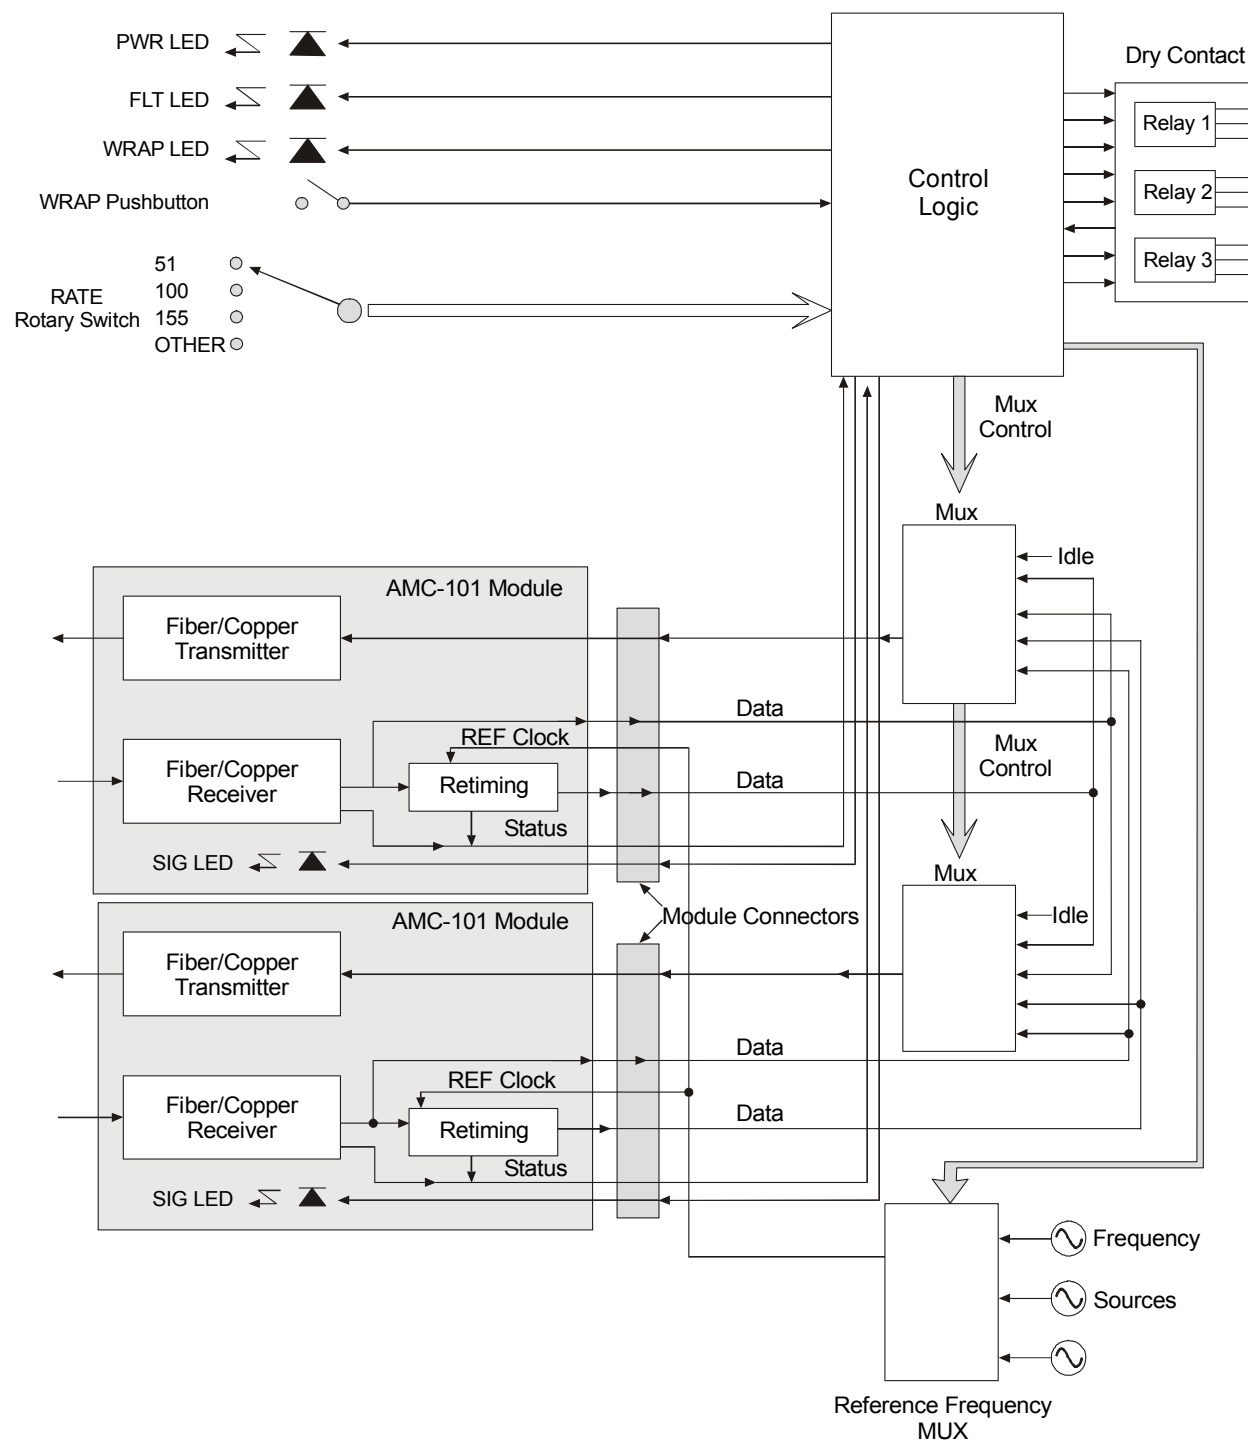 PWR LED
FLT LED
WRAP LED
WRAP Pushbutton
51
100
155
OTHER
RATE
Rotary Switch
Control
Logic
Dry Contact
Relay 1
Relay 2
Relay 3
Mux
Control
Mux
Idle
AMC-101 Module
Fiber/Copper
Transmitter
Data
REF Clock
Mux
Control
Fiber/Copper
Receiver
Retiming
Data
Status
SIG LED
Mux
Module Connectors
Idle
AMC-101 Module
Fiber/Copper
Transmitter
Data
REF Clock
Fiber/Copper
Receiver
Retiming
Data
Status
SIG LED
Frequency
Sources
Reference Frequency
MUX